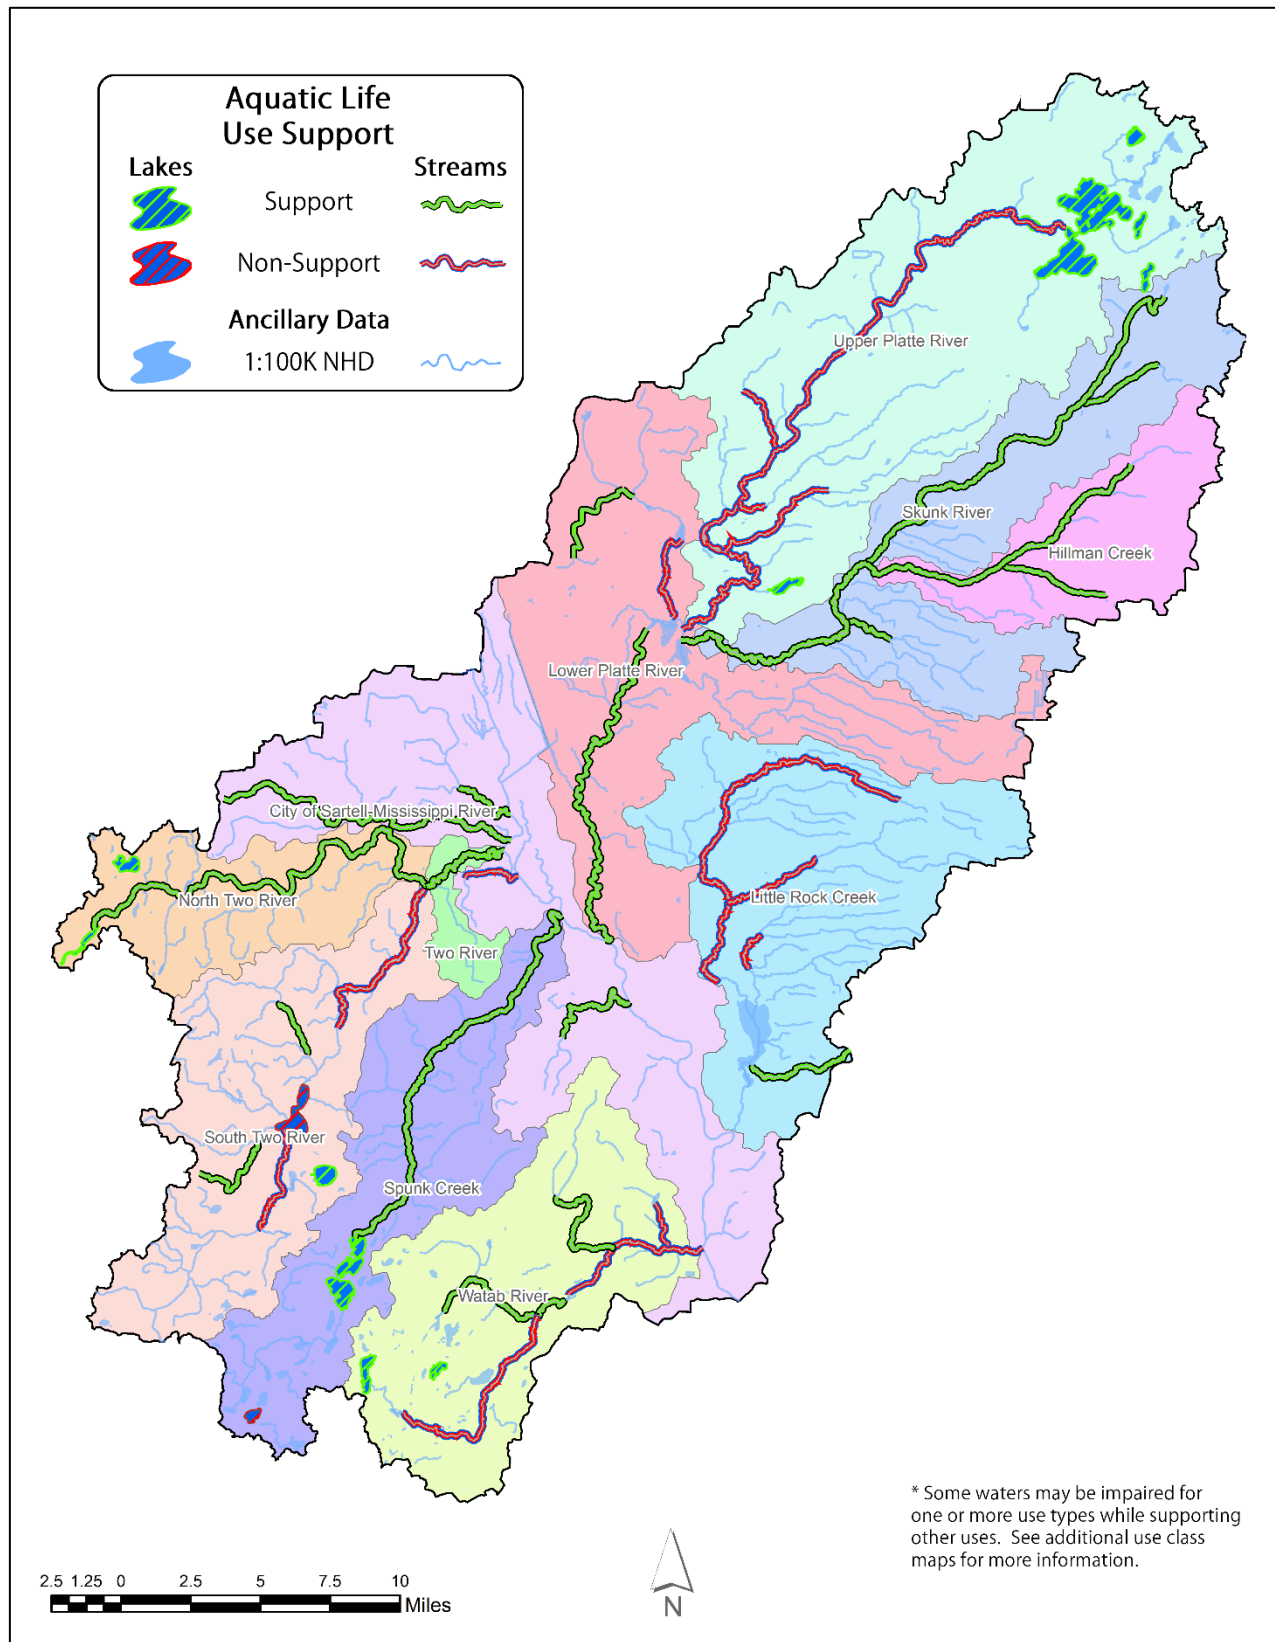 Aquatic Life
Use Support
Lakes
Streams
Support
Non-Support
Ancillary Data
1:100K NHD
Upper Platte River
Skunk River
Hillman Creek
Lower Platte River
City of Sartell-Mississippi River
North Two River
Little Rock Creek
Two River
South Two River
Spunk Creek
Watab River
* Some waters may be impaired for
one or more use types while supporting
other uses. See additional use class
maps for more information.
2.5 1.25 0 2.5 5 7.5 10
Miles
N